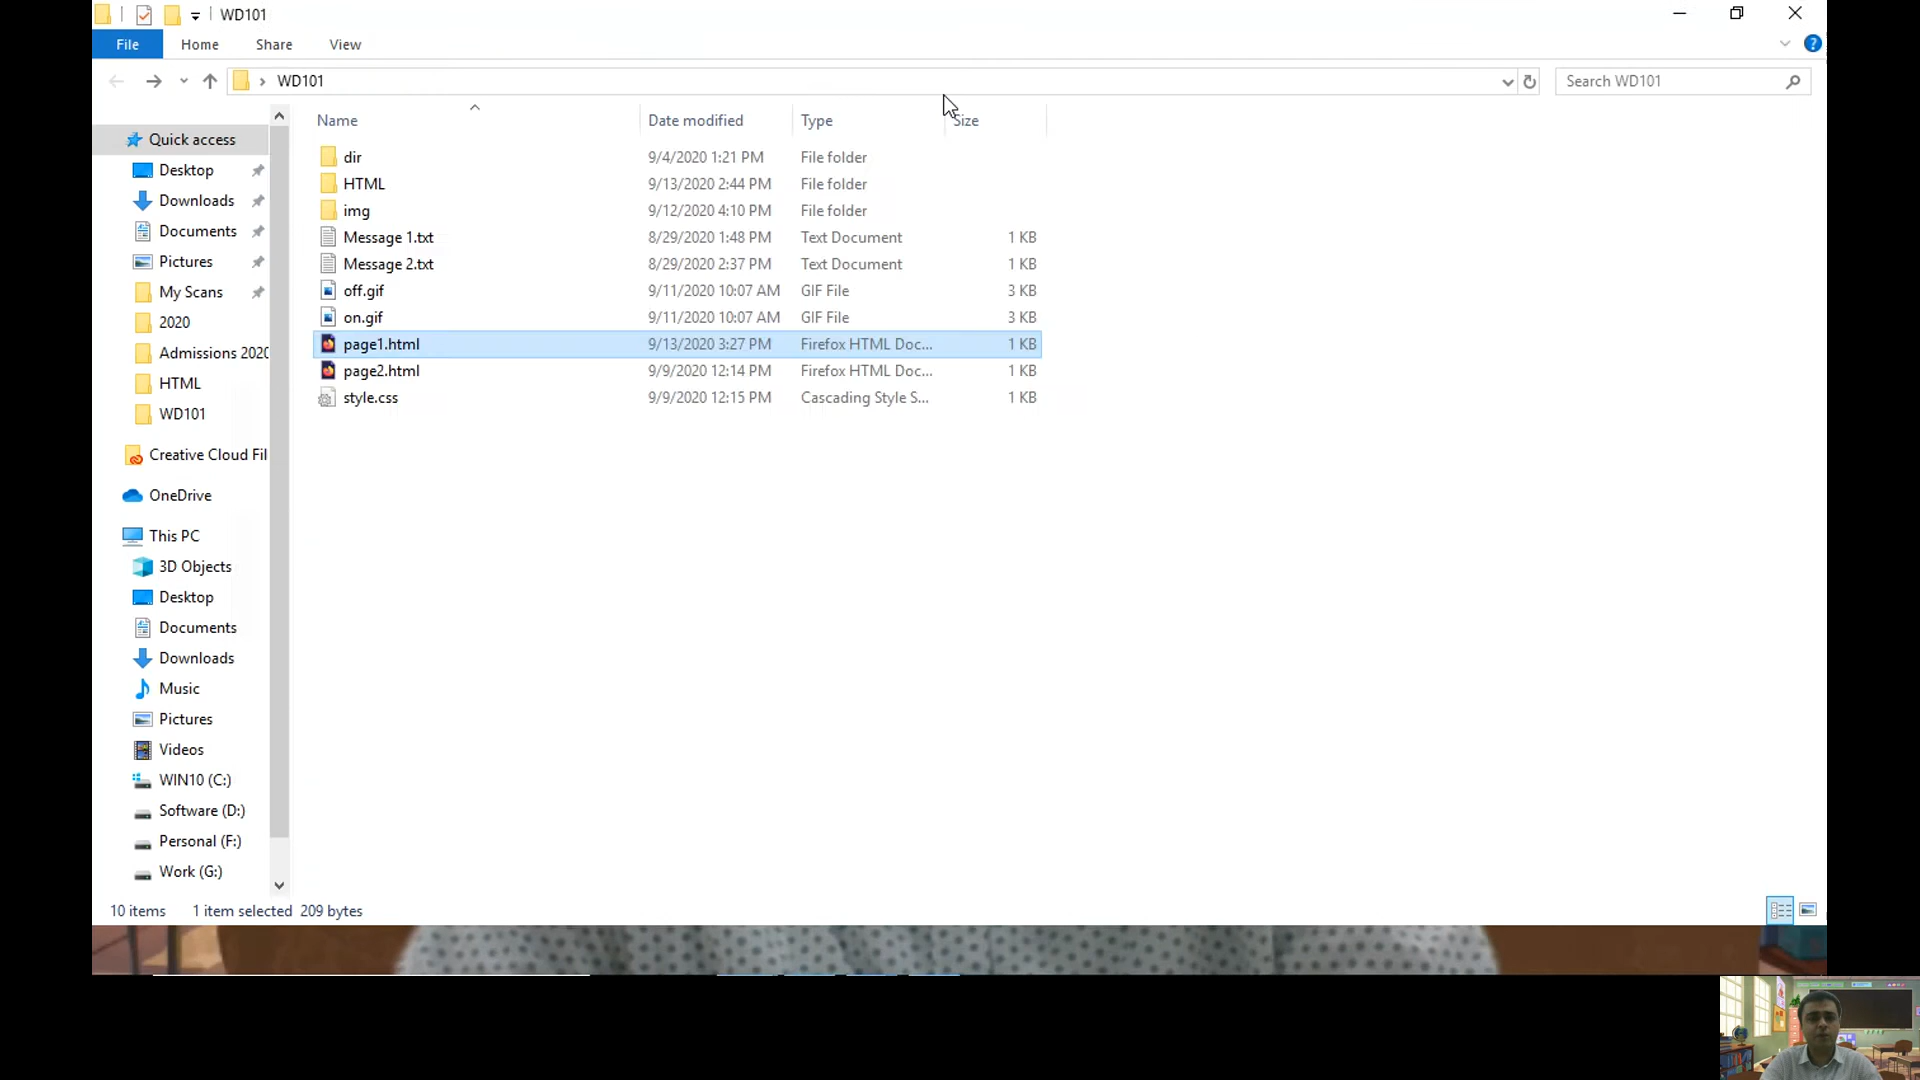 WD101
File Home Share View
WD101 Search WD101
Name Date modified Type Size
Quick access
Desktop
Downloads
Documents
Pictures
My Scans
2020
Admissions 2020
HTML
WD101
Creative Cloud Fil
OneDrive
This PC
3D Objects
Desktop
Documents
Downloads
Music
Pictures
Videos
WIN10 (C:)
Software (D:)
Personal (F:)
Work (G:)
dir 9/4/2020 1:21 PM File folder
HTML 9/13/2020 2:44 PM File folder
img 9/12/2020 4:10 PM File folder
Message 1.txt 8/29/2020 1:48 PM Text Document 1 KB
Message 2.txt 8/29/2020 2:37 PM Text Document 1 KB
off.gif 9/11/2020 10:07 AM GIF File 3 KB
on.gif 9/11/2020 10:07 AM GIF File 3 KB
page1.html 9/13/2020 3:27 PM Firefox HTML Doc... 1 KB
page2.html 9/9/2020 12:14 PM Firefox HTML Doc... 1 KB
style.css 9/9/2020 12:15 PM Cascading Style S... 1 KB
10 items 1 item selected 209 bytes